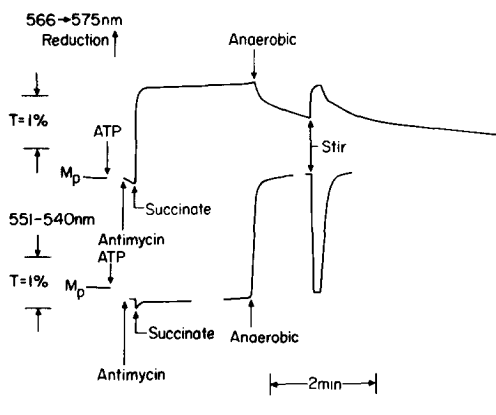 566→575nm
Reduction
T=1%
ATP
Mp
Anaerobic
Stir
Succinate
Antimycin
551-540nm
ATP
T=1%
Mp
Succinate
Antimycin
Anaerobic
2min